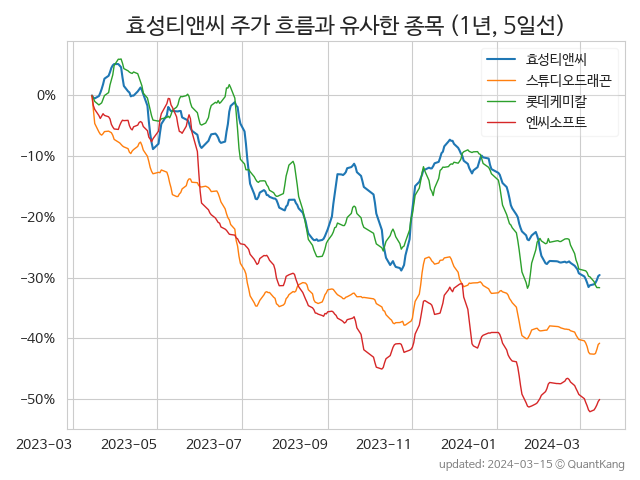 효성티앤씨 주가 흐름과 유사한 종목 (1년, 5일선)
효성티앤씨
스튜디오드래곤
롯데케미칼
엔씨소프트
0%
−10%
−20%
−30%
−40%
−50%
2023-03 2023-05 2023-07 2023-09 2023-11 2024-01 2024-03
updated: 2024-03-15 © QuantKang